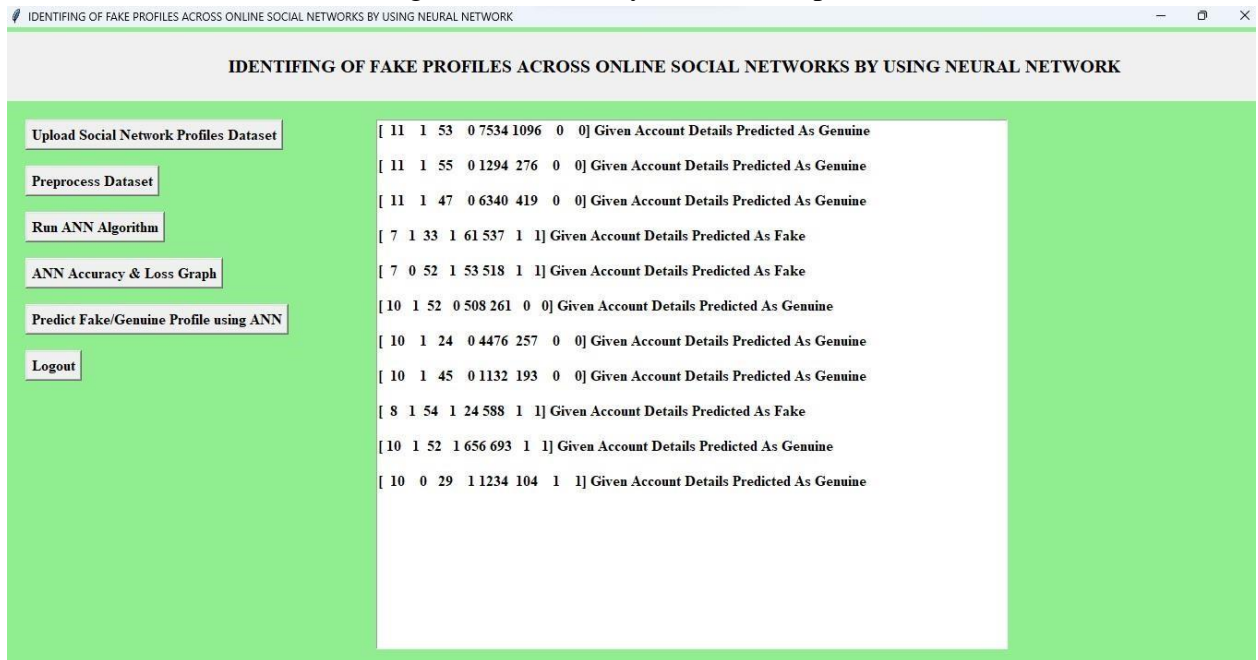 IDENTIFING OF FAKE PROFILES ACROSS ONLINE SOCIAL NETWORKS BY USING NEURAL NETWORK
IDENTIFING OF FAKE PROFILES ACROSS ONLINE SOCIAL NETWORKS BY USING NEURAL NETWORK
Upload Social Network Profiles Dataset
Preprocess Dataset
Run ANN Algorithm
ANN Accuracy & Loss Graph
Predict Fake/Genuine Profile using ANN
Logout
[ 11 1 53 0 7534 1096 0 0] Given Account Details Predicted As Genuine
[ 11 1 55 0 1294 276 0 0] Given Account Details Predicted As Genuine
[ 11 1 47 0 6340 419 0 0] Given Account Details Predicted As Genuine
[ 7 1 33 1 61 537 1 1] Given Account Details Predicted As Fake
[ 7 0 52 1 53 518 1 1] Given Account Details Predicted As Fake
[ 10 1 52 0 508 261 0 0] Given Account Details Predicted As Genuine
[ 10 1 24 0 4476 257 0 0] Given Account Details Predicted As Genuine
[ 10 1 45 0 1132 193 0 0] Given Account Details Predicted As Genuine
[ 8 1 54 1 24 588 1 1] Given Account Details Predicted As Fake
[ 10 1 52 1 656 693 1 1] Given Account Details Predicted As Genuine
[ 10 0 29 1 1234 104 1 1] Given Account Details Predicted As Genuine